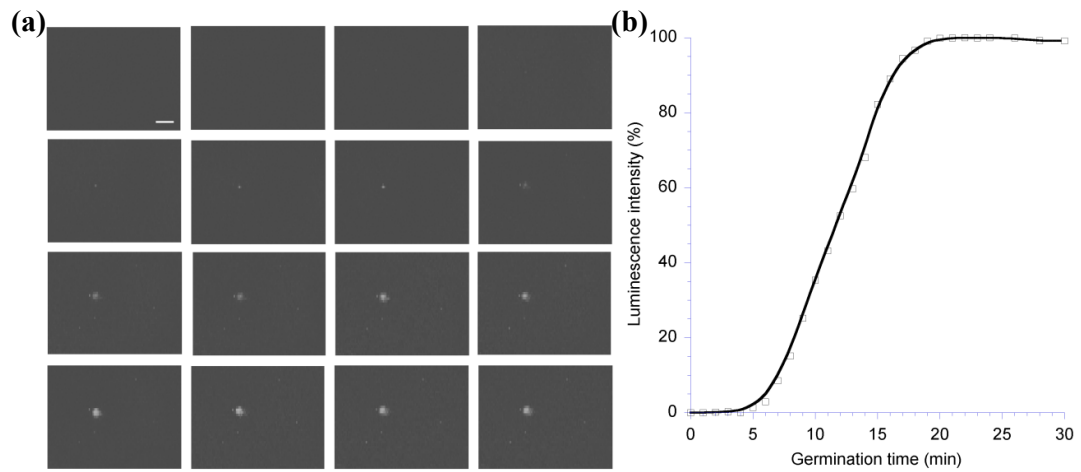 (a)
(b)
100
80
60
40
20
0
Luminescence intensity (%)
0 5 10 15 20 25 30
Germination time (min)